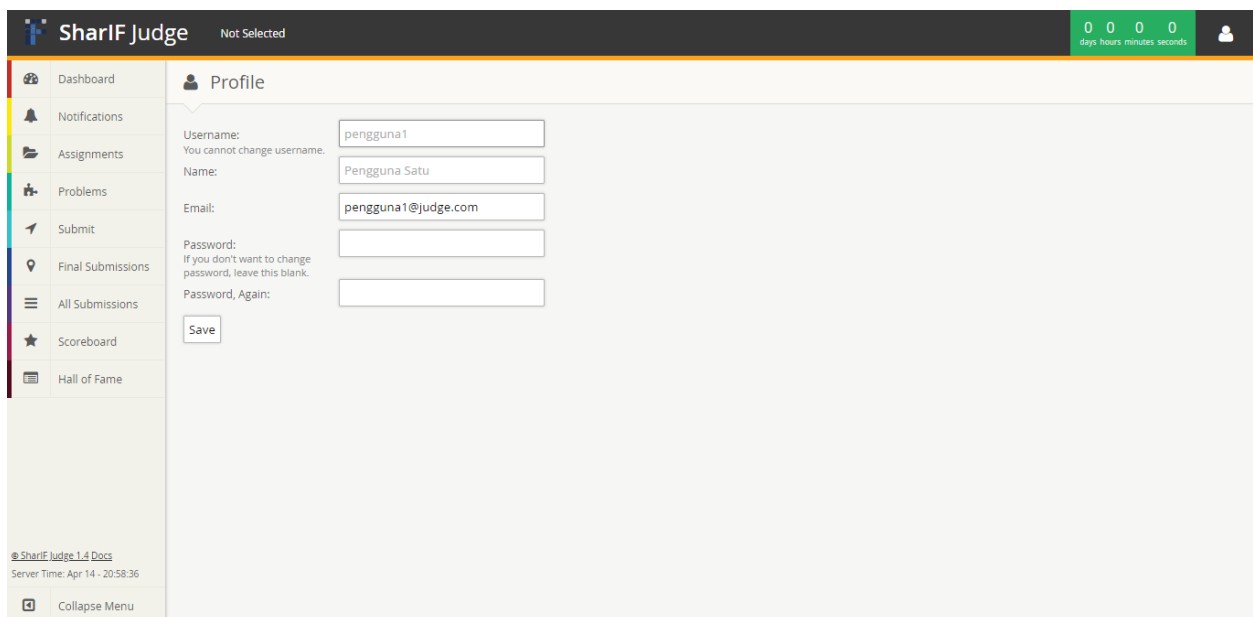 SharIF Judge
Not Selected
0 0 0 0
days hours minutes seconds
Dashboard
Notifications
Assignments
Problems
Submit
Final Submissions
All Submissions
Scoreboard
Hall of Fame
© SharIF Judge 1.4 Docs
Server Time: Apr 14 - 20:58:36
Collapse Menu
Profile
Username:
You cannot change username.
pengguna1
Name:
Pengguna Satu
Email:
pengguna1@judge.com
Password:
If you don't want to change
password, leave this blank.
Password, Again:
Save